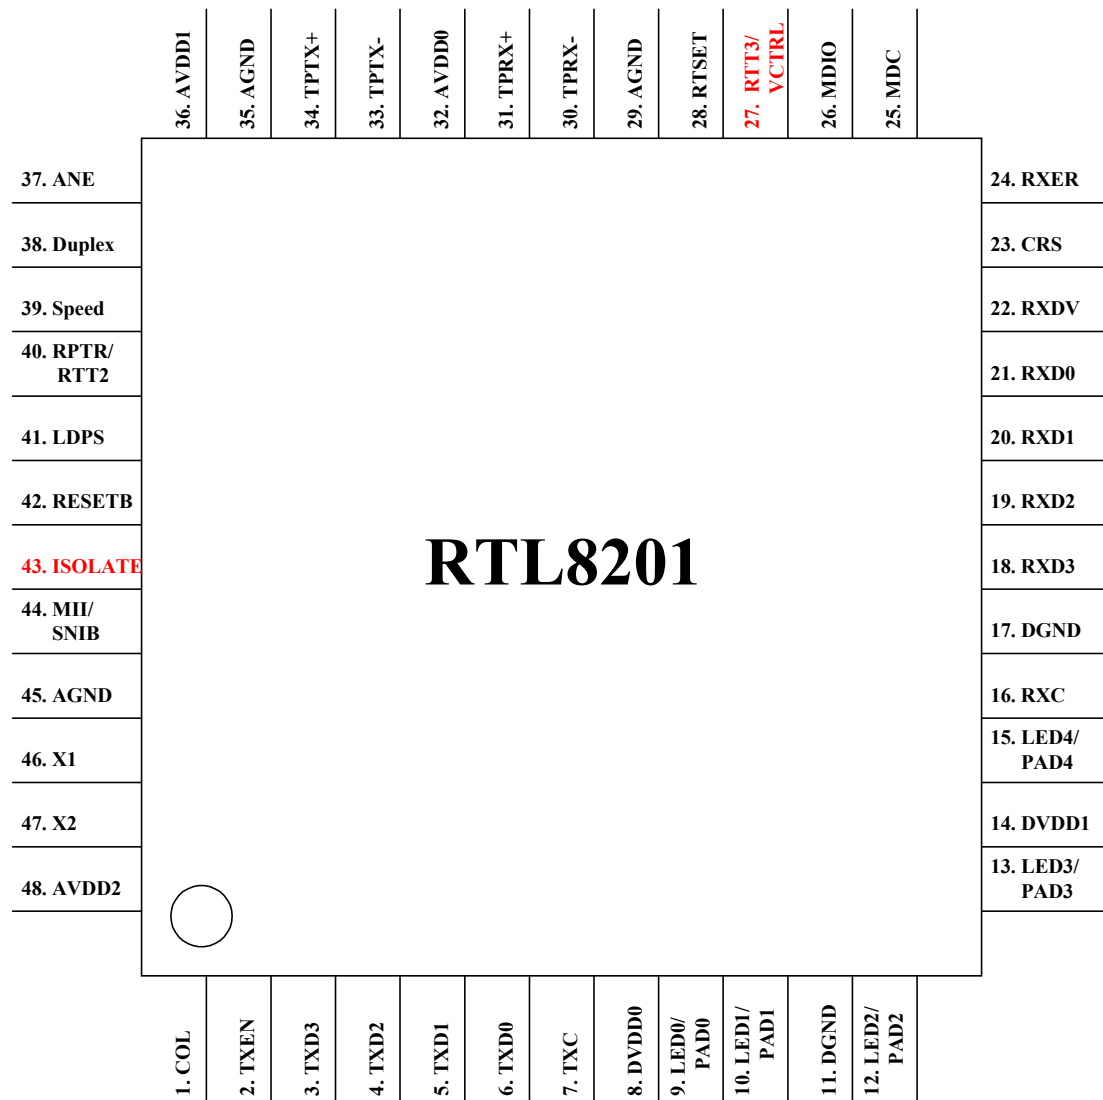 36. AVDD1
35. AGND
34. TPTX+
33. TPTX-
32. AVDD0
31. TPRX+
30. TPRX-
29. AGND
28. RTSET
27. RTT3/
VCTRL
26. MDIO
25. MDC
37. ANE
38. Duplex
39. Speed
40. RPTR/
RTT2
41. LDPS
42. RESETB
43. ISOLATE
44. MII/
SNIB
45. AGND
46. X1
47. X2
48. AVDD2
RTL8201
24. RXER
23. CRS
22. RXDV
21. RXD0
20. RXD1
19. RXD2
18. RXD3
17. DGND
16. RXC
15. LED4/
PAD4
14. DVDD1
13. LED3/
PAD3
1. COL
2. TXEN
3. TXD3
4. TXD2
5. TXD1
6. TXD0
7. TXC
8. DVDD0
9. LED0/
PAD0
10. LED1/
PAD1
11. DGND
12. LED2/
PAD2